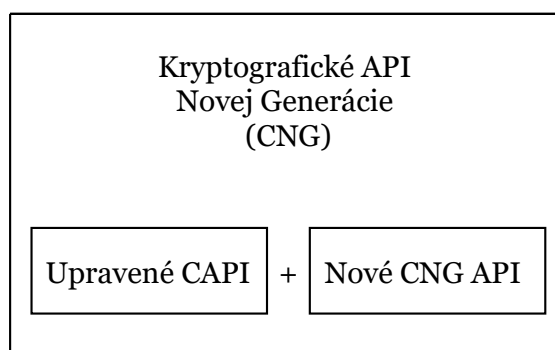 Kryptografické API
Novej Generácie
(CNG)
Upravené CAPI + Nové CNG API